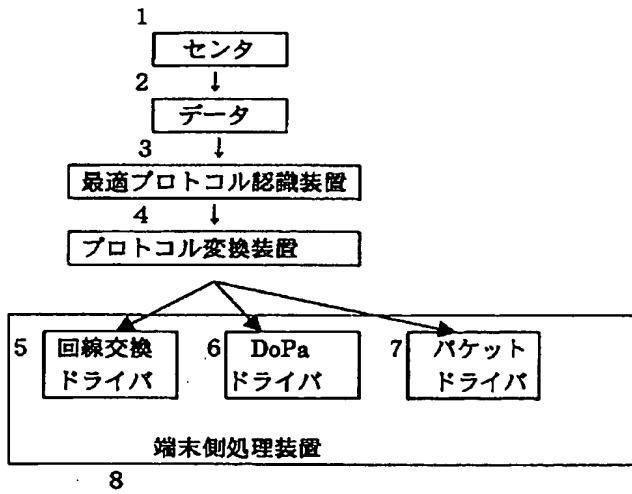 1
センタ
2 ↓
データ
3 ↓
最適プロトコル認識装置
4 ↓
プロトコル変換装置
5 回線交換
ドライバ
6 DoPa
ドライバ
7 パケット
ドライバ
端末側処理装置
8